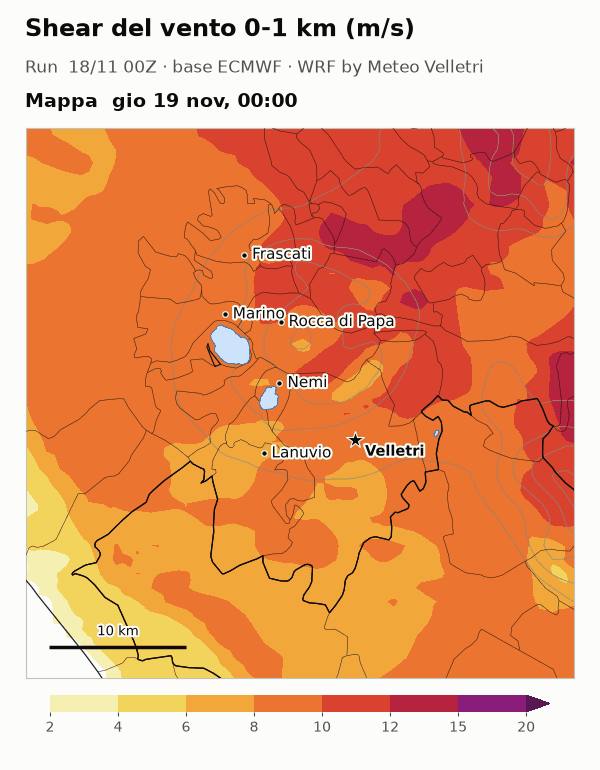 Shear del vento 0-1 km (m/s)
Run  18/11 00Z · base ECMWF · WRF by Meteo Velletri
Mappa  gio 19 nov, 00:00
Frascati
Marino
Rocca di Papa
Nemi
Velletri
Lanuvio
10 km
2 4 6 8 10 12 15 20